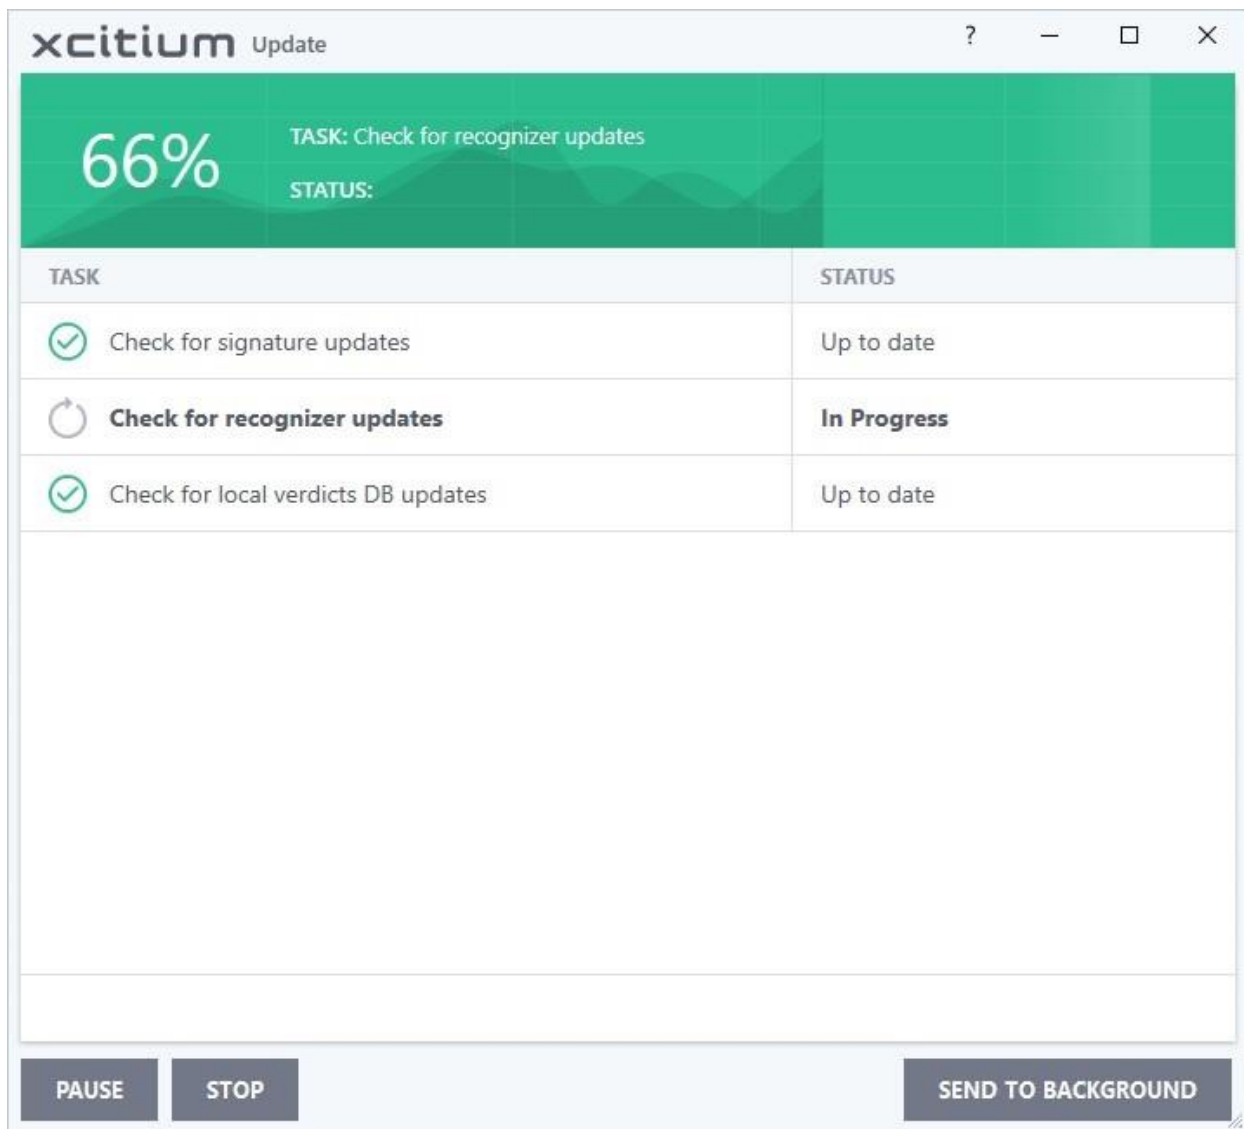 xcitium Update ?
66%
TASK: Check for recognizer updates
STATUS:
TASK STATUS
Check for signature updates Up to date
Check for recognizer updates In Progress
Check for local verdicts DB updates Up to date
PAUSE STOP SEND TO BACKGROUND